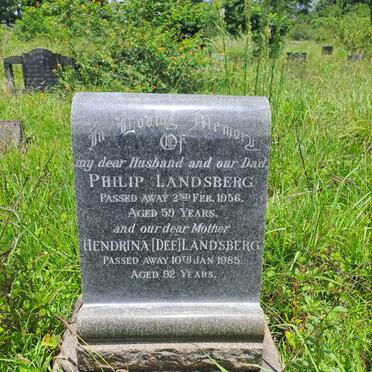 In Loving Memory
Of
my dear Husband and our Dad,
PHILIP LANDSBERG
PASSED AWAY 2ND FEB. 1956.
AGED 59 YEARS.
and our dear Mother
HENDRINA [DEE] LANDSBERG
PASSED AWAY 10TH JAN 1985.
AGED 92 YEARS.